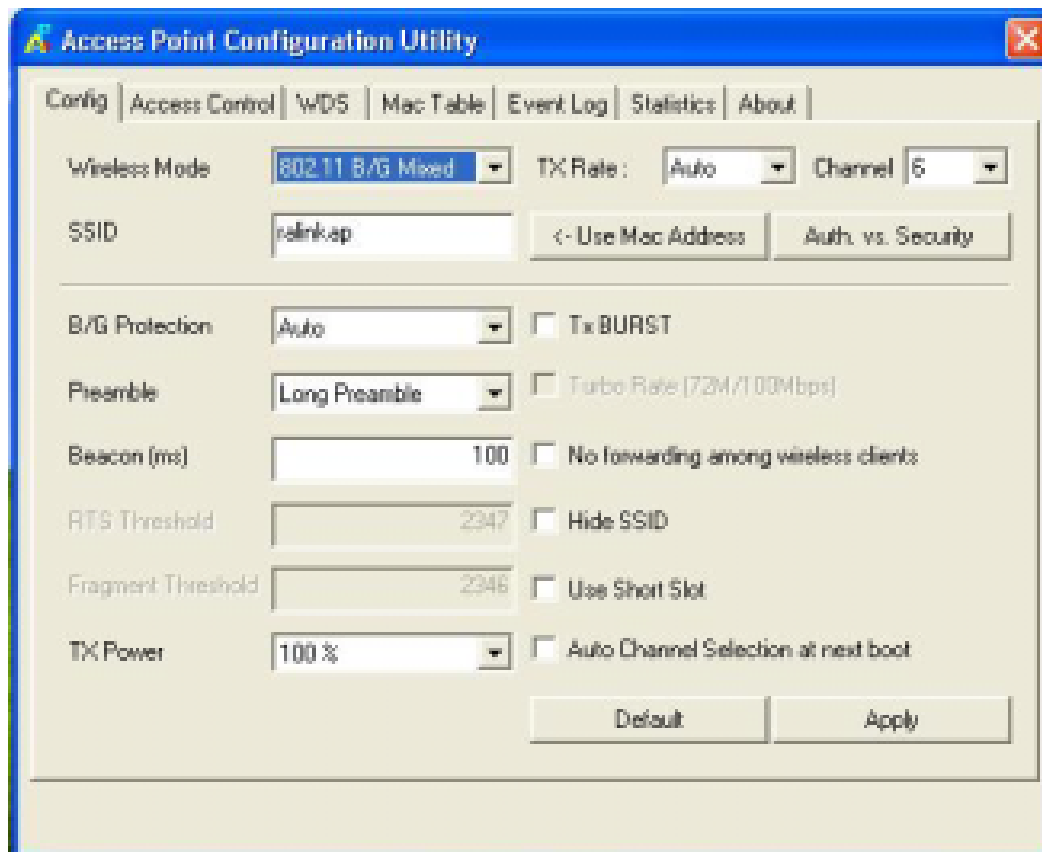 Access Point Configuration Utility
Config Access Control WDS Mac Table Event Log Statistics About
Wireless Mode 802.11 B/G Mixed TX Rate : Auto Channel 6
SSID ralinkap <- Use Mac Address Auth. vs. Security
B/G Protection Auto Tx BURST
Preamble Long Preamble Turbo Rate (72M/100Mbps)
Beacon (ms) 100 No forwarding among wireless clients
RTS Threshold 2347 Hide SSID
Fragment Threshold 2346 Use Short Slot
TX Power 100 % Auto Channel Selection at next boot
Default Apply